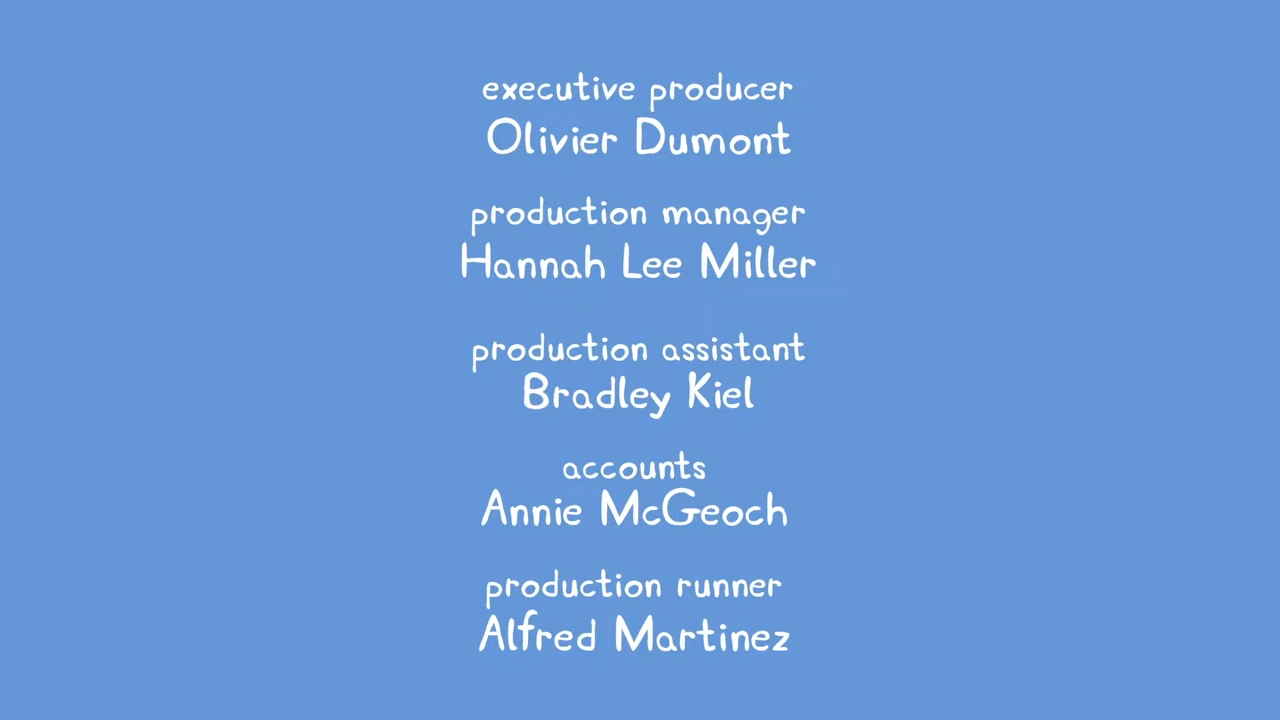 executive producer
Olivier Dumont
production manager
Hannah Lee Miller
production assistant
Bradley Kiel
accounts
Annie McGeoch
production runner
Alfred Martinez